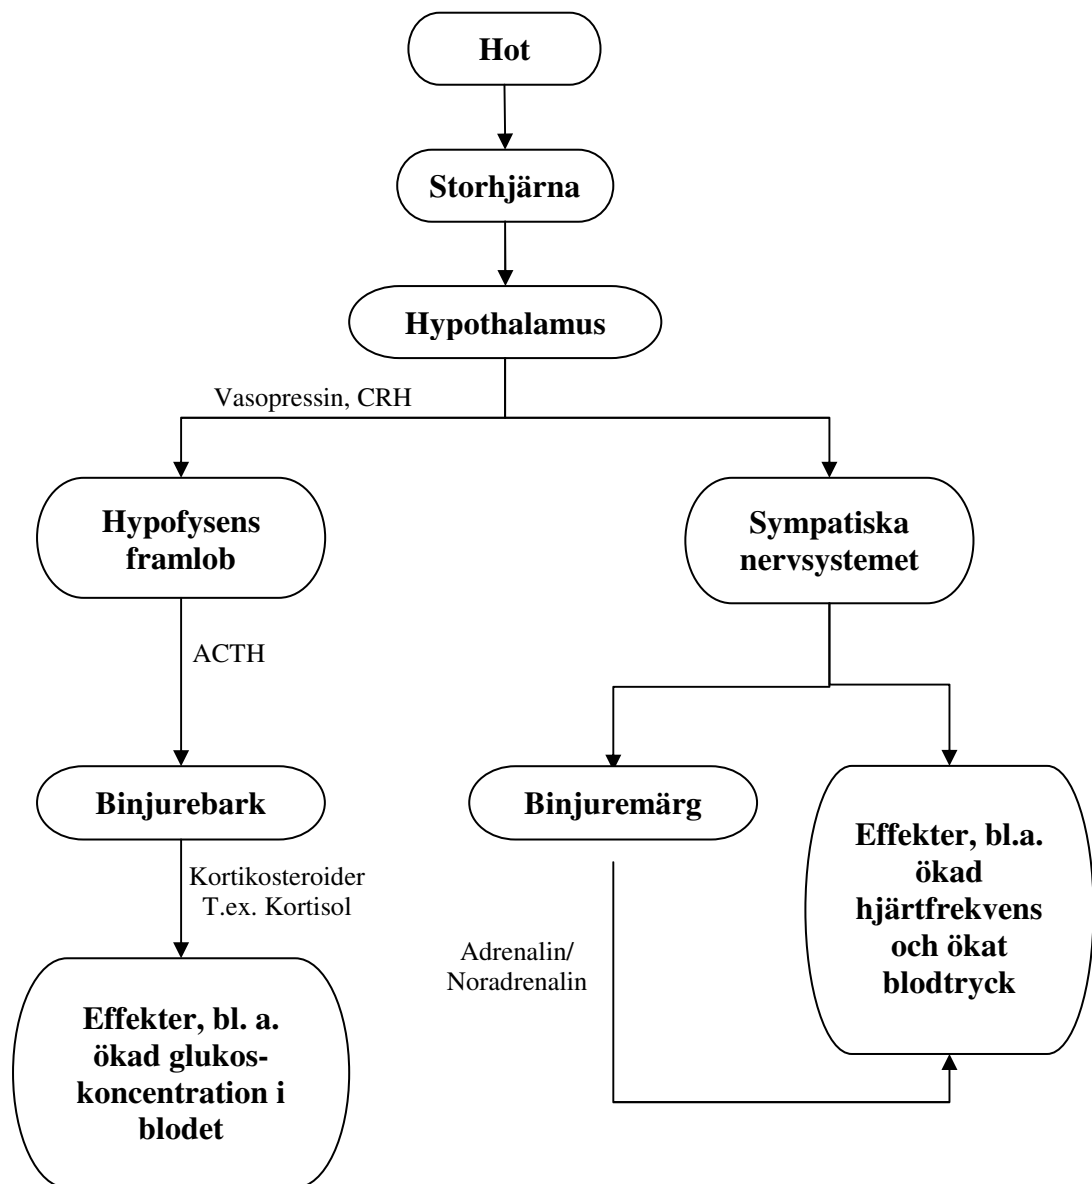 Hot
Storhjärna
Hypothalamus
Vasopressin, CRH
Hypofysens
framlob
Sympatiska
nervsystemet
ACTH
Binjurebark
Binjuremärg
Effekter, bl.a.
ökad
hjärtfrekvens
och ökat
blodtryck
Kortikosteroider
T.ex. Kortisol
Adrenalin/
Noradrenalin
Effekter, bl. a.
ökad glukos-
koncentration i
blodet